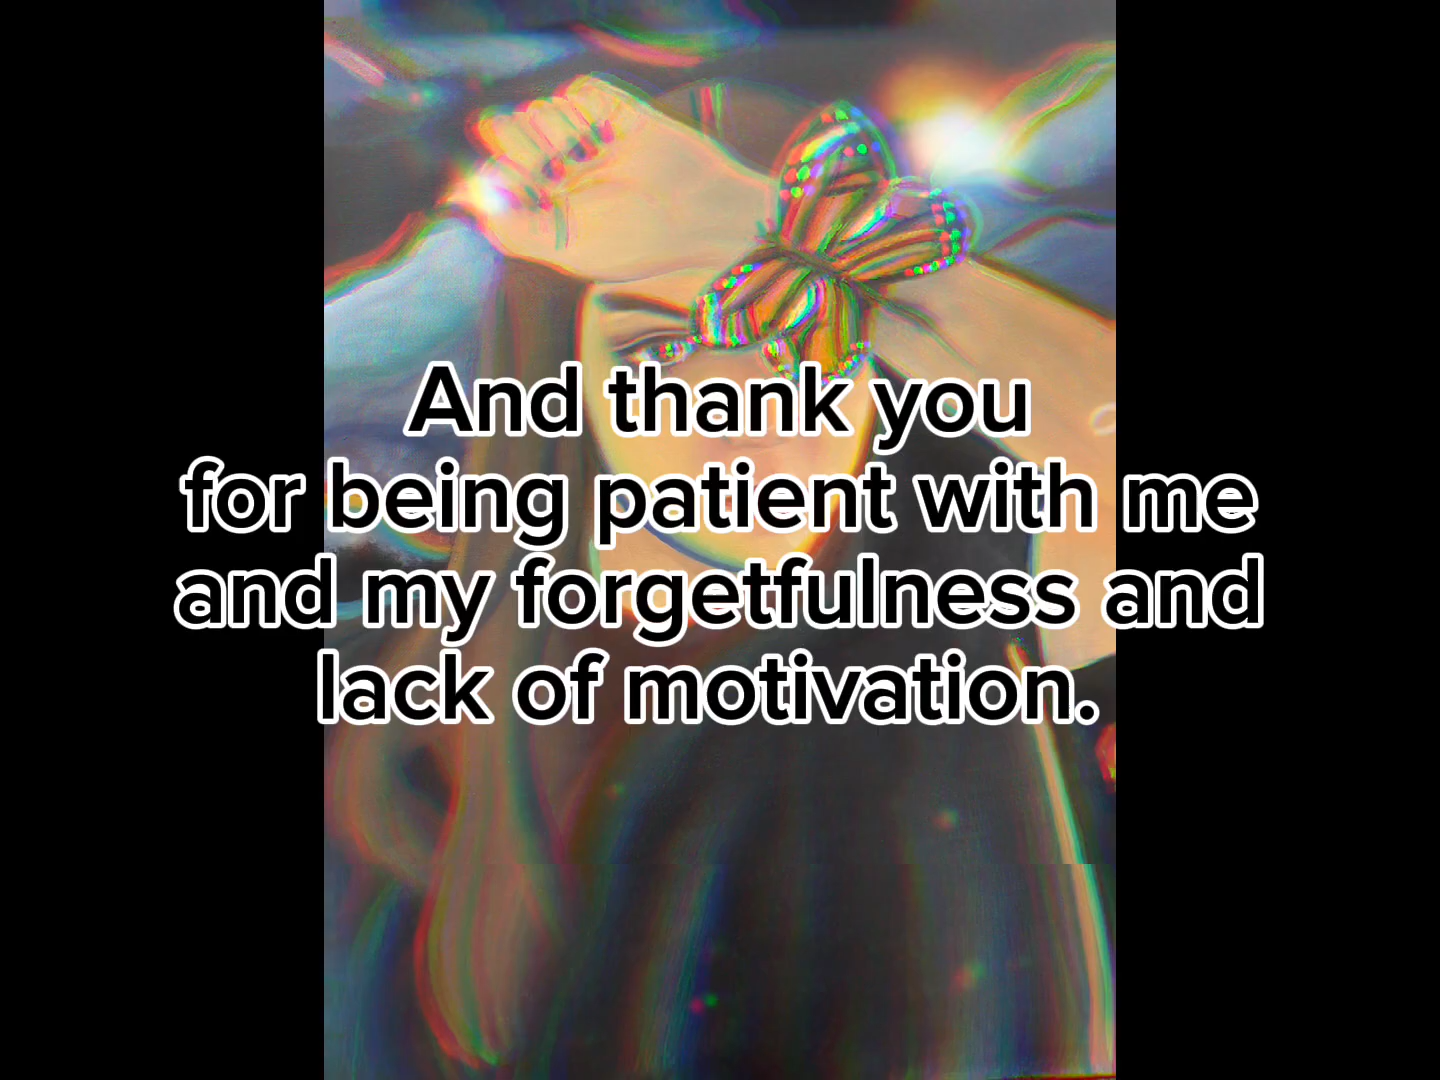 And thank you
for being patient with me
and my forgetfulness and
lack of motivation.